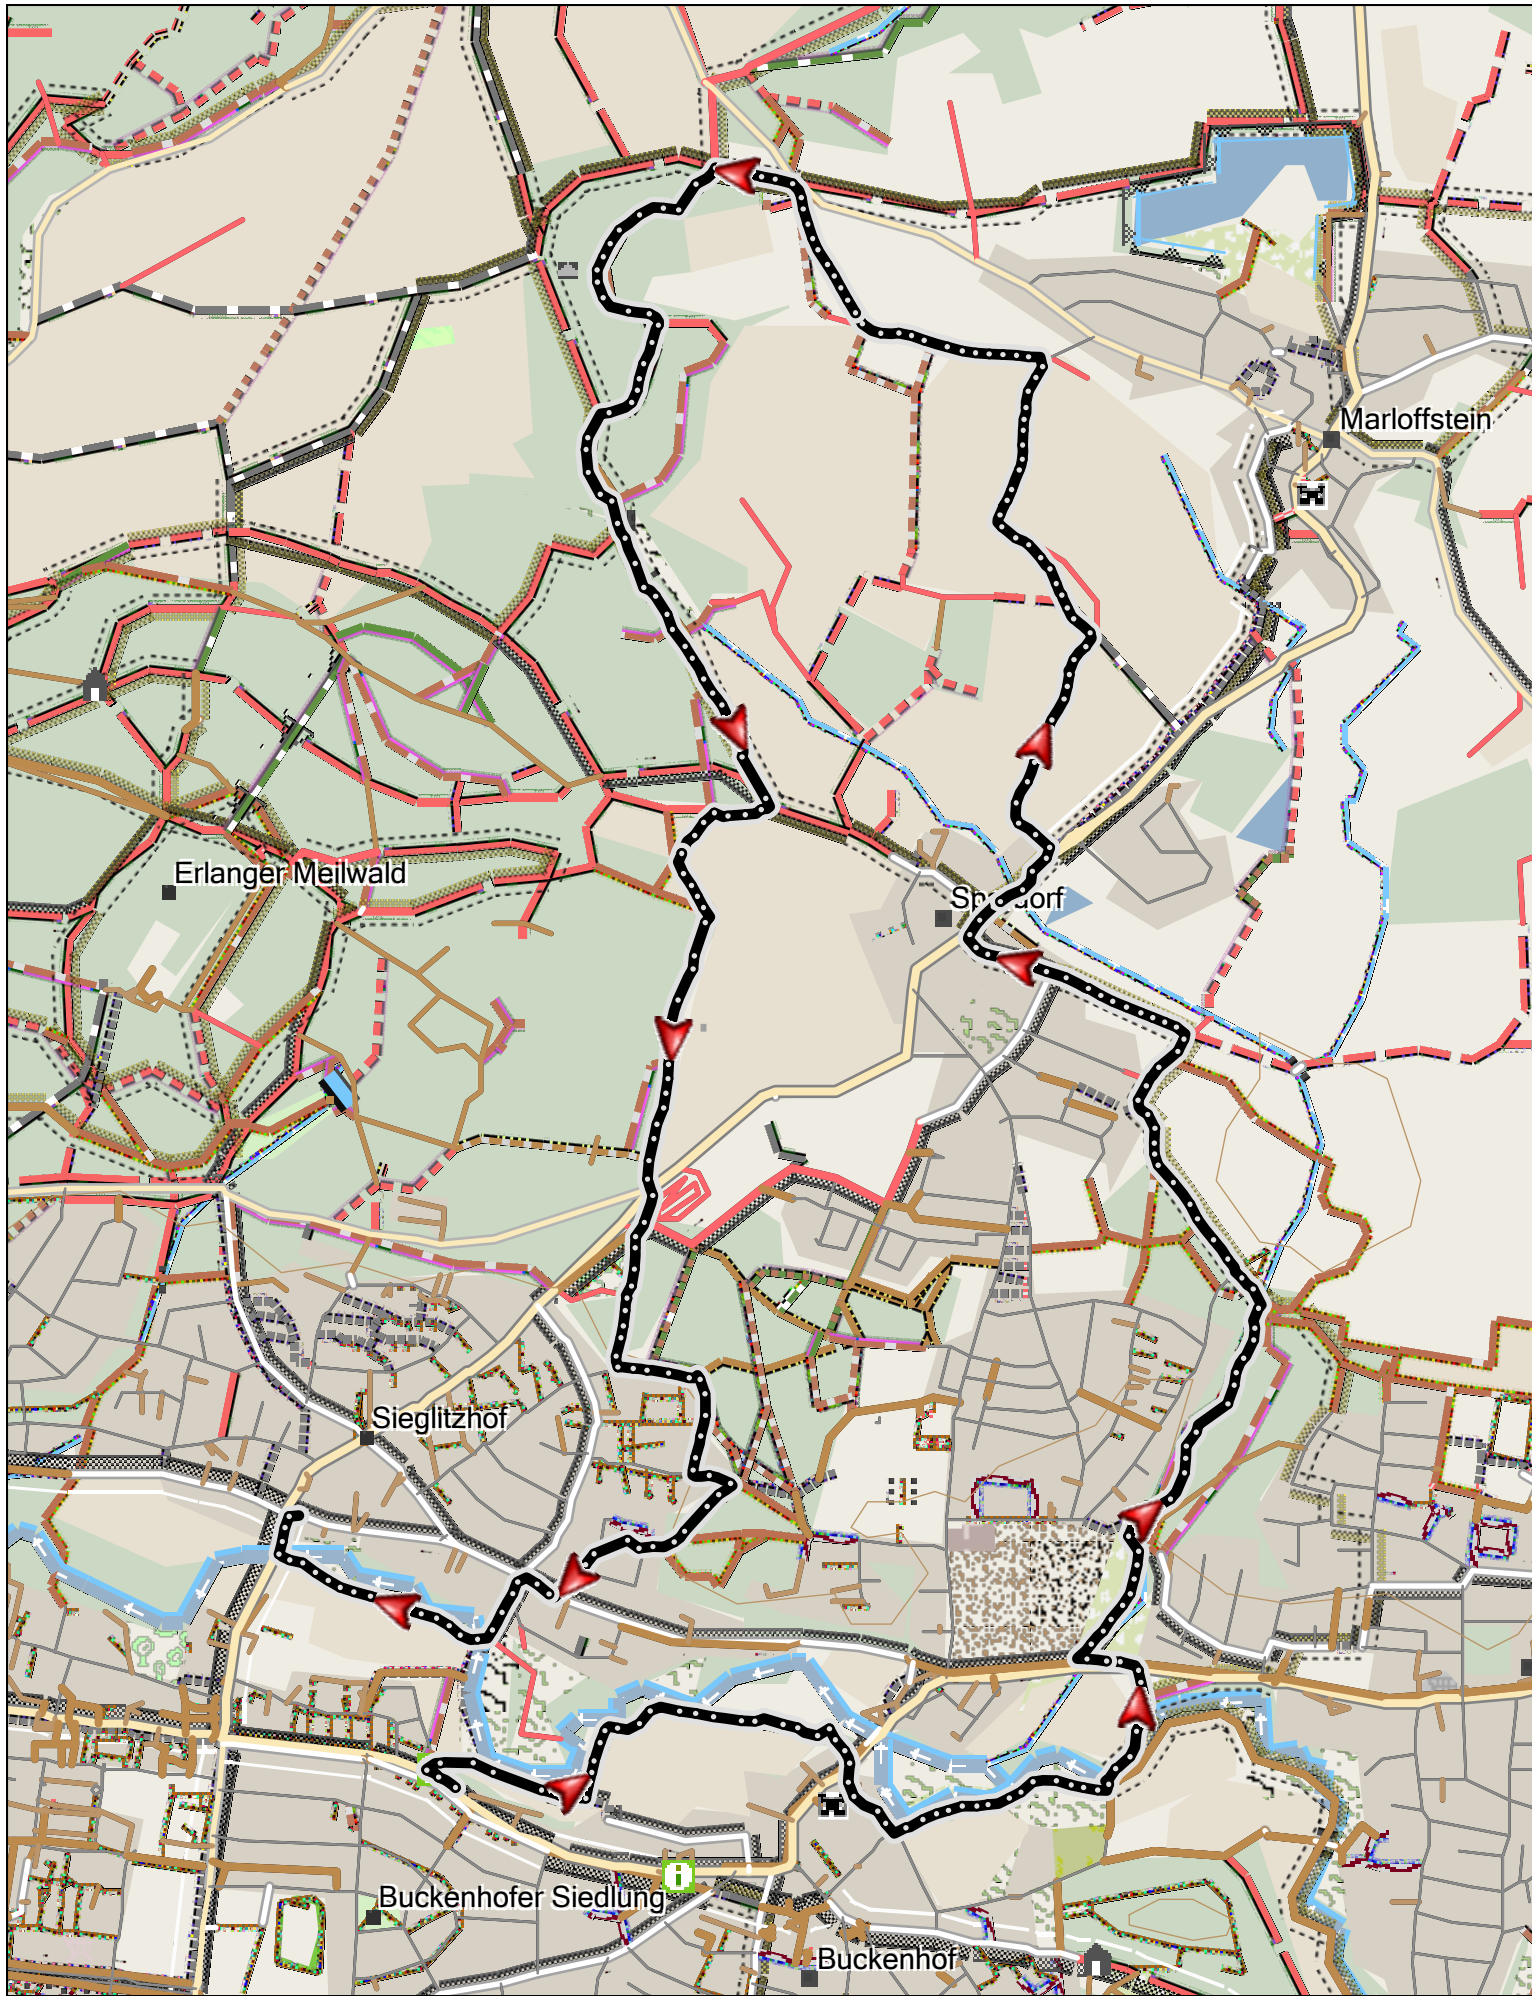 Marloffstein
Erlanger Meilwald
Sieglitzhof
Buckenhofer Siedlung
Buckenhof